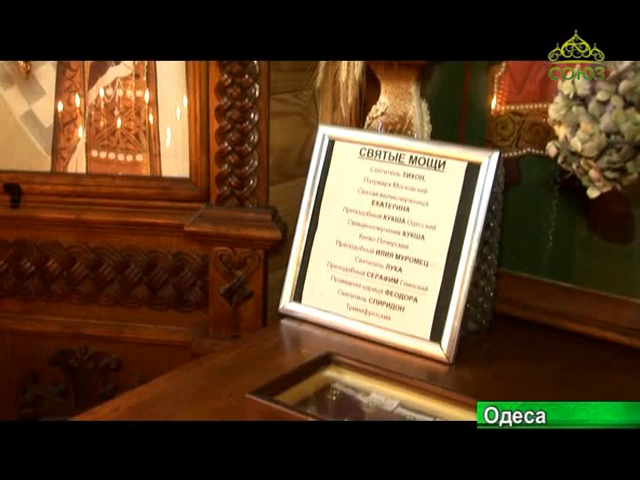 СОЮЗ
СВЯТЫЕ МОЩИ
Святитель ТИХОН,
Патриарх Московский
Святая великомученица
ЕКАТЕРИНА
Преподобный КУКША Одесский
Священномученик КУКША
Киево-Печерский
Преподобный ИЛИЯ МУРОМЕЦ
Святитель ЛУКА
Преподобный СЕРАФИМ
Праведная царица ФЕОДОРА
Святитель СПИРИДОН
Тримифунтский
Одеса